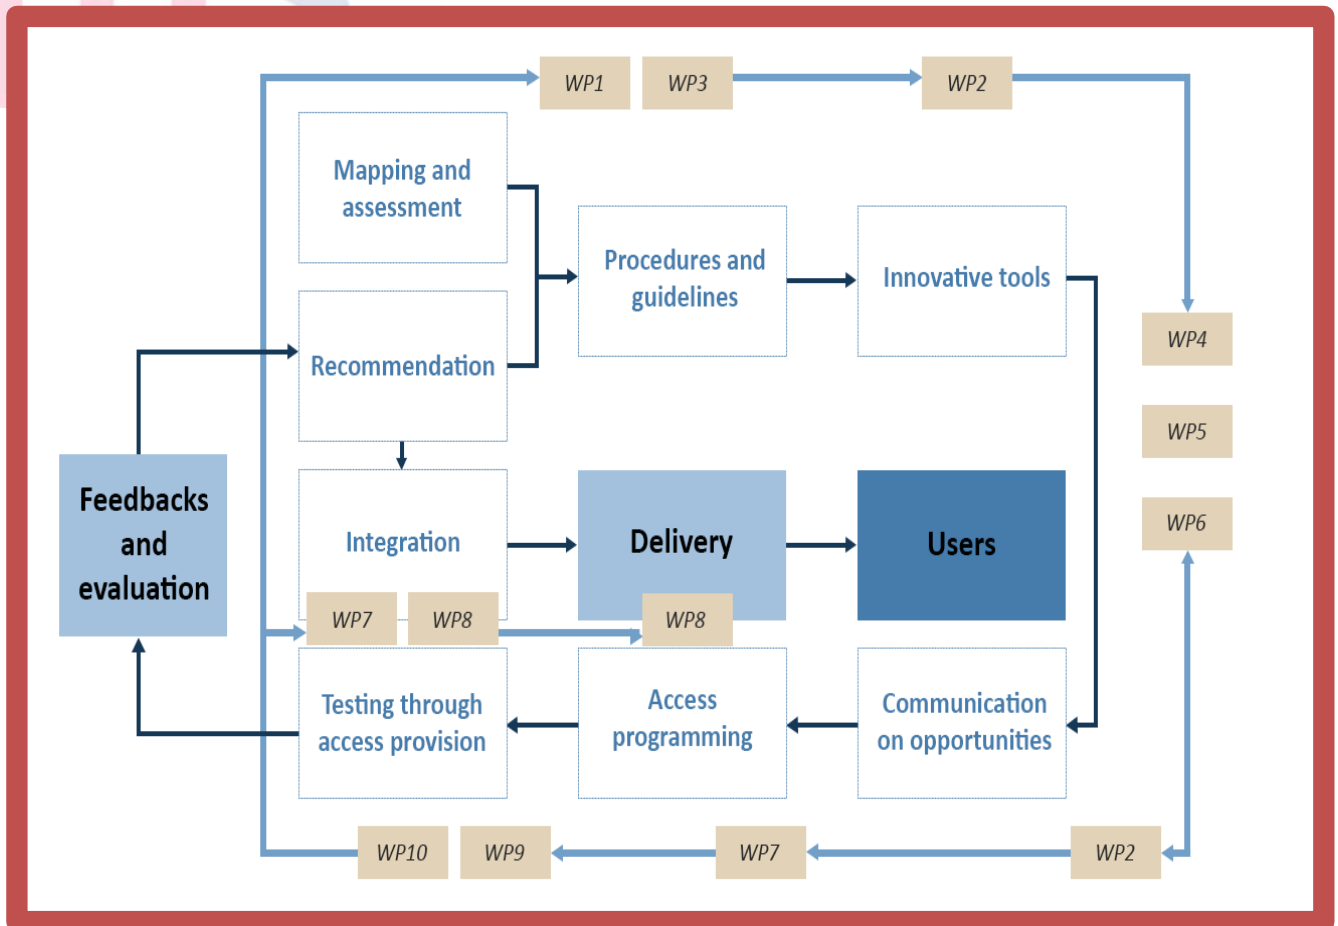 WP1
WP3
WP2
Mapping and
assessment
Procedures and
guidelines
Innovative tools
WP4
Recommendation
WP5
Feedbacks
and
evaluation
Integration
Delivery
Users
WP6
WP7
WP8
WP8
Testing through
access provision
Access
programming
Communication
on opportunities
WP10
WP9
WP7
WP2